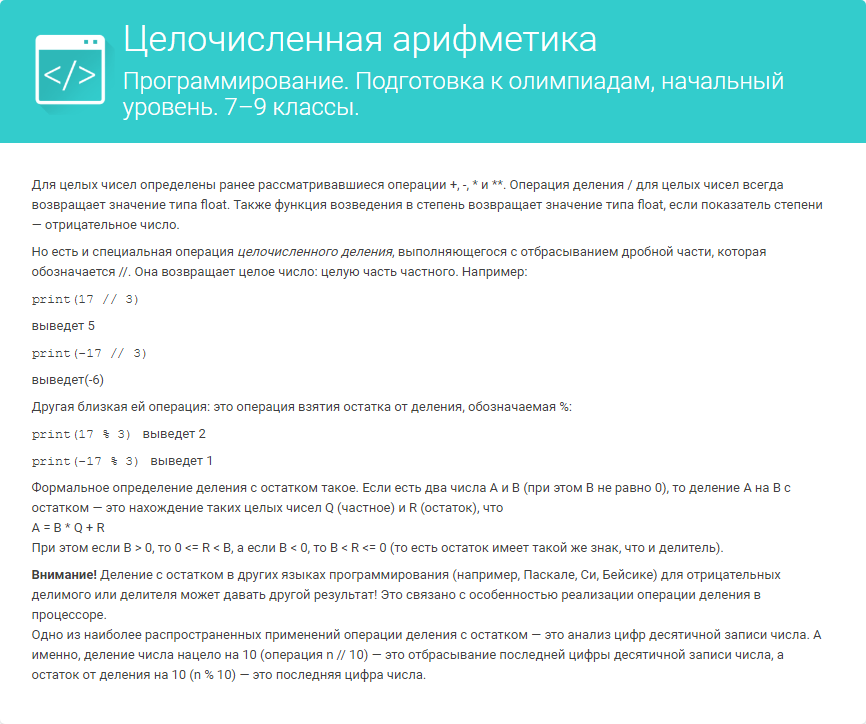 </>
Целочисленная арифметика
Программирование. Подготовка к олимпиадам, начальный
уровень. 7–9 классы.
Для целых чисел определены ранее рассматривавшиеся операции +, -, * и **. Операция деления / для целых чисел всегда
возвращает значение типа float. Также функция возведения в степень возвращает значение типа float, если показатель степени
— отрицательное число.
Но есть и специальная операция целочисленного деления, выполняющегося с отбрасыванием дробной части, которая
обозначается //. Она возвращает целое число: целую часть частного. Например:
print(17 // 3)
выведет 5
print(-17 // 3)
выведет(-6)
Другая близкая ей операция: это операция взятия остатка от деления, обозначаемая %:
print(17 % 3) выведет 2
print(-17 % 3) выведет 1
Формальное определение деления с остатком такое. Если есть два числа A и B (при этом B не равно 0), то деление A на B с
остатком — это нахождение таких целых чисел Q (частное) и R (остаток), что
A = B * Q + R
При этом если B > 0, то 0 <= R < B, а если B < 0, то B < R <= 0 (то есть остаток имеет такой же знак, что и делитель).
Внимание! Деление с остатком в других языках программирования (например, Паскале, Си, Бейсике) для отрицательных
делимого или делителя может давать другой результат! Это связано с особенностью реализации операции деления в
процессоре.
Одно из наиболее распространенных применений операции деления с остатком — это анализ цифр десятичной записи числа. А
именно, деление числа нацело на 10 (операция n // 10) — это отбрасывание последней цифры десятичной записи числа, а
остаток от деления на 10 (n % 10) — это последняя цифра числа.